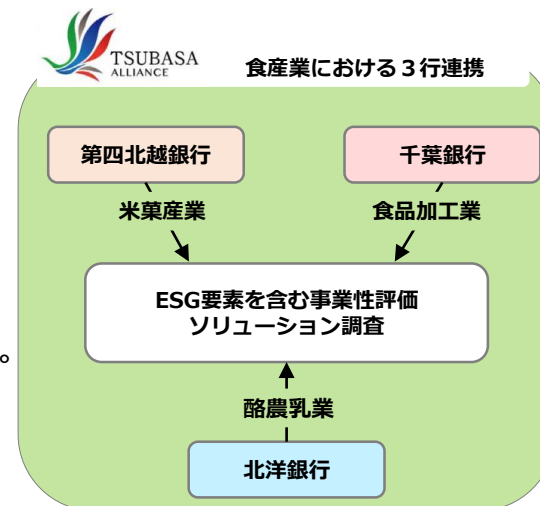 TSUBASA
ALLIANCE
食産業における３行連携
第四北越銀行
千葉銀行
米菓産業
食品加工業
ESG要素を含む事業性評価
ソリューション調査
。
酪農乳業
北洋銀行